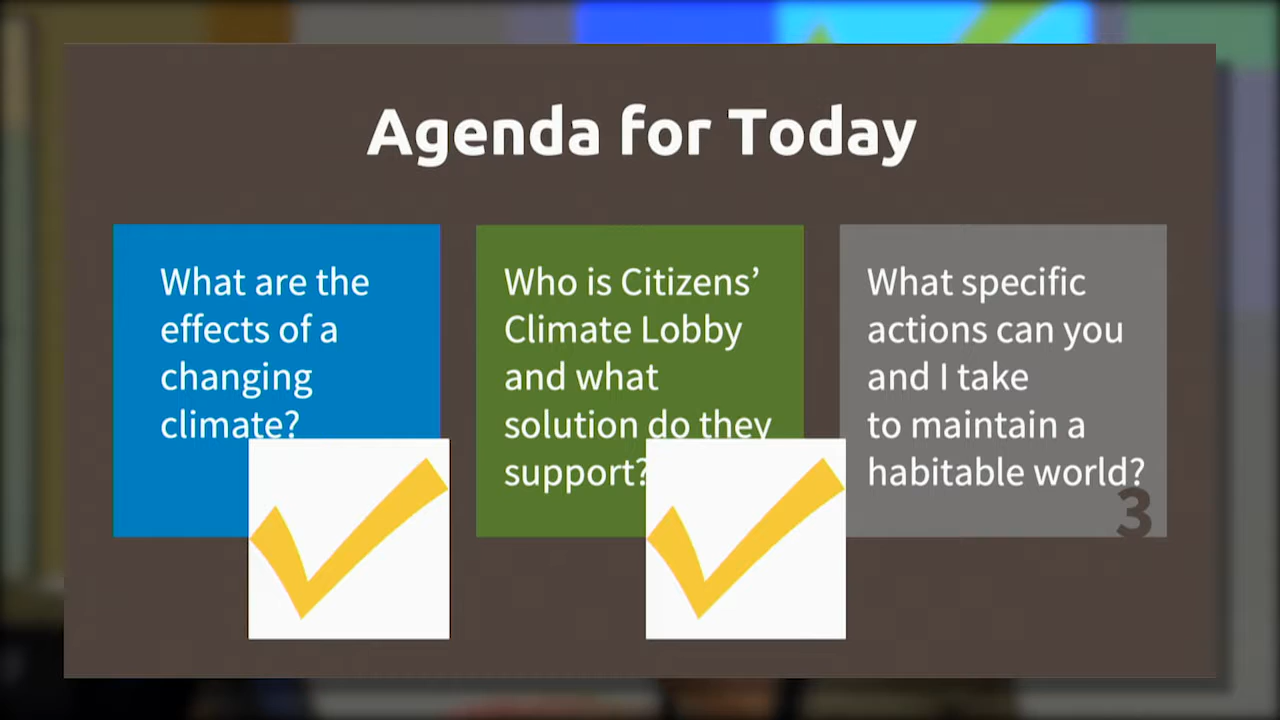 Agenda for Today
What are the
effects of a
changing
climate?
Who is Citizens’
Climate Lobby
and what
solution do they
support?
What specific
actions can you
and I take
to maintain a
habitable world?
3